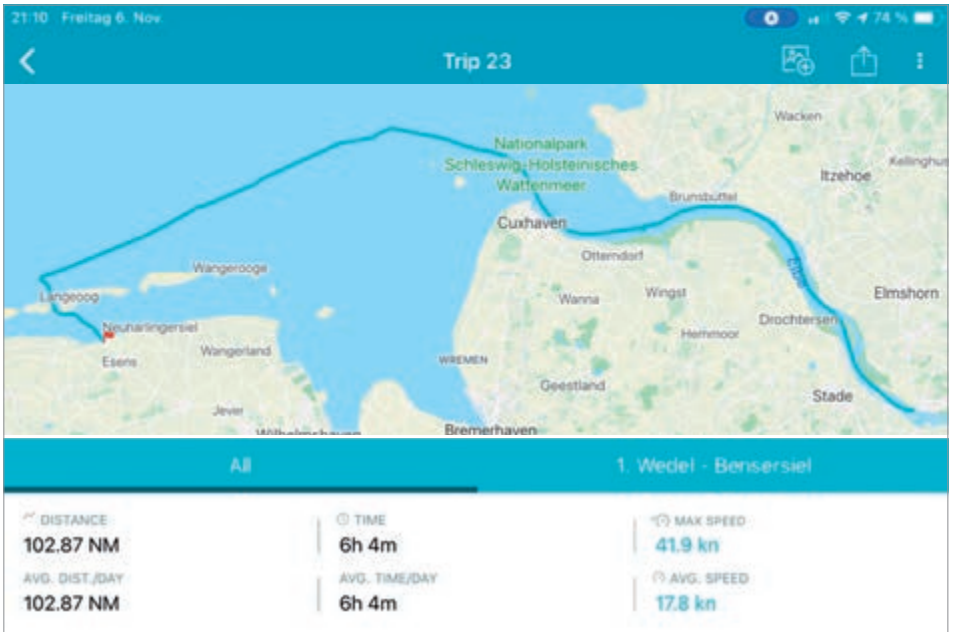 21:10 Freitag 6. Nov. 74 %
Trip 23
Wacken
Nationalpark
Schleswig-Holsteinisches
Wattenmeer
Kellinghus
Itzehoe
Brunsbüttel
Cuxhaven
Otterndorf
Elbe
Wangerooge
Langeoog
Wanna
Wingst
Elmshorn
Drochtersen
Neuharlingersiel
Hemmoor
Esens
Wangerland
WREMEN
Geestland
Stade
Jever
Wilhelmshaven
Bremerhaven
All 1. Wedel - Bensersiel
DISTANCE TIME MAX SPEED
102.87 NM 6h 4m 41.9 kn
AVG. DIST./DAY AVG. TIME/DAY AVG. SPEED
102.87 NM 6h 4m 17.8 kn